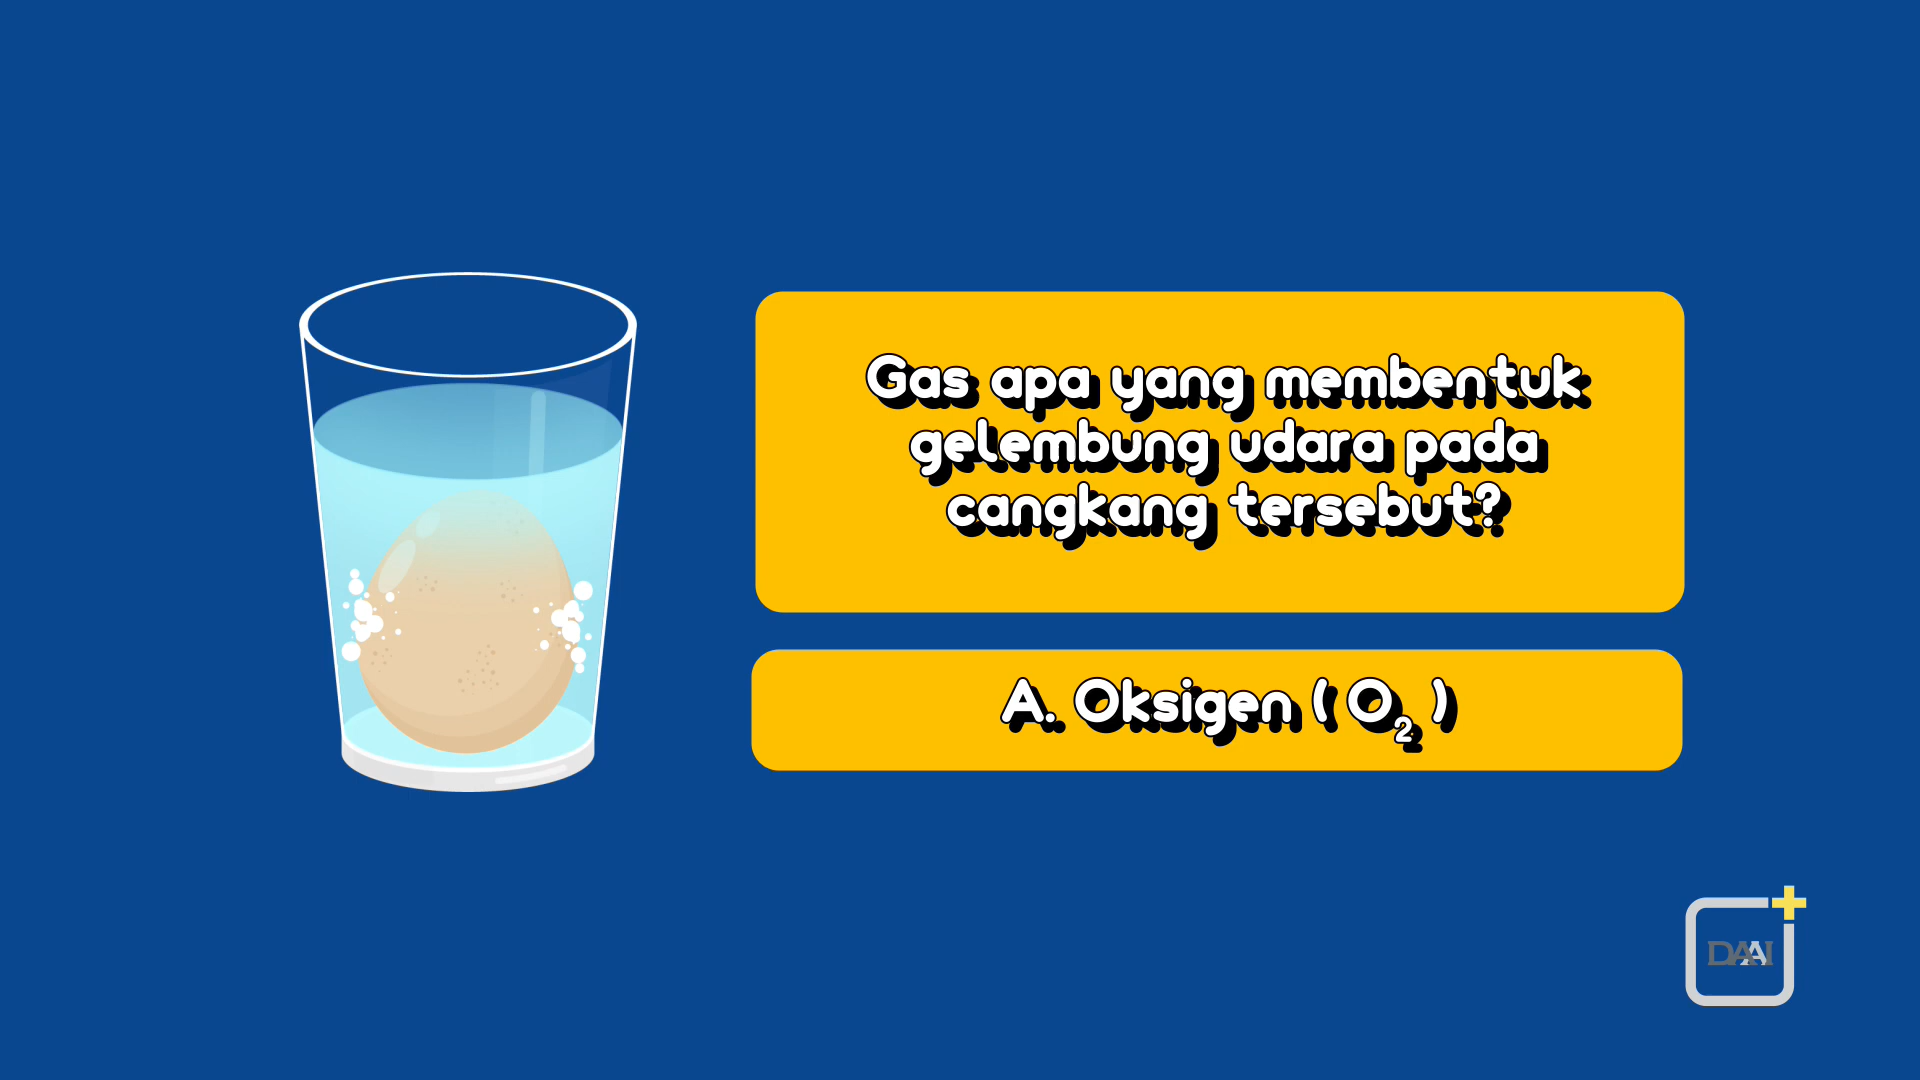 Gas apa yang membentuk
gelembung udara pada
cangkang tersebut?
A. Oksigen ( O₂ )
DAAI